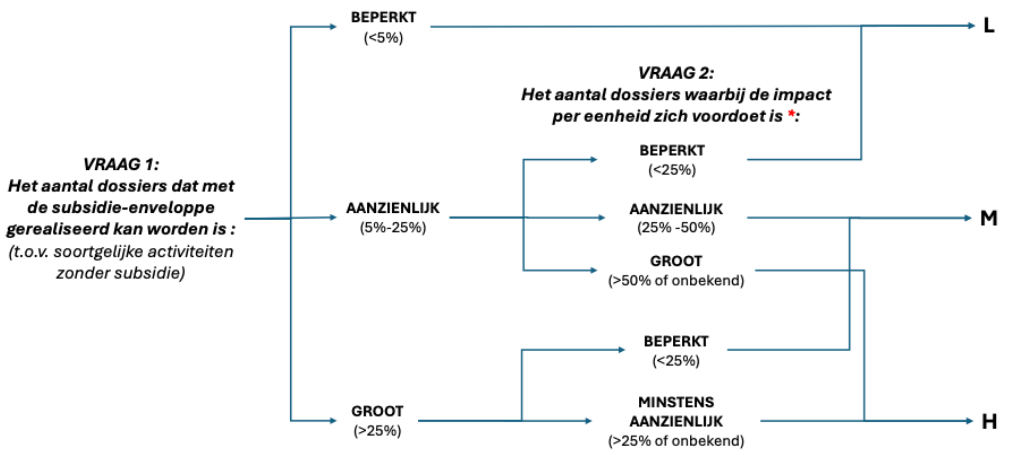 BEPERKT
(<5%)
L
VRAAG 2:
Het aantal dossiers waarbij de impact
per eenheid zich voordoet is *:
VRAAG 1:
Het aantal dossiers dat met
de subsidie-enveloppe
gerealiseerd kan worden is :
(t.o.v. soortgelijke activiteiten
zonder subsidie)
BEPERKT
(<25%)
AANZIENLIJK
(5%-25%)
AANZIENLIJK
(25% -50%)
M
GROOT
(>50% of onbekend)
BEPERKT
(<25%)
GROOT
(>25%)
MINSTENS
AANZIENLIJK
(>25% of onbekend)
H